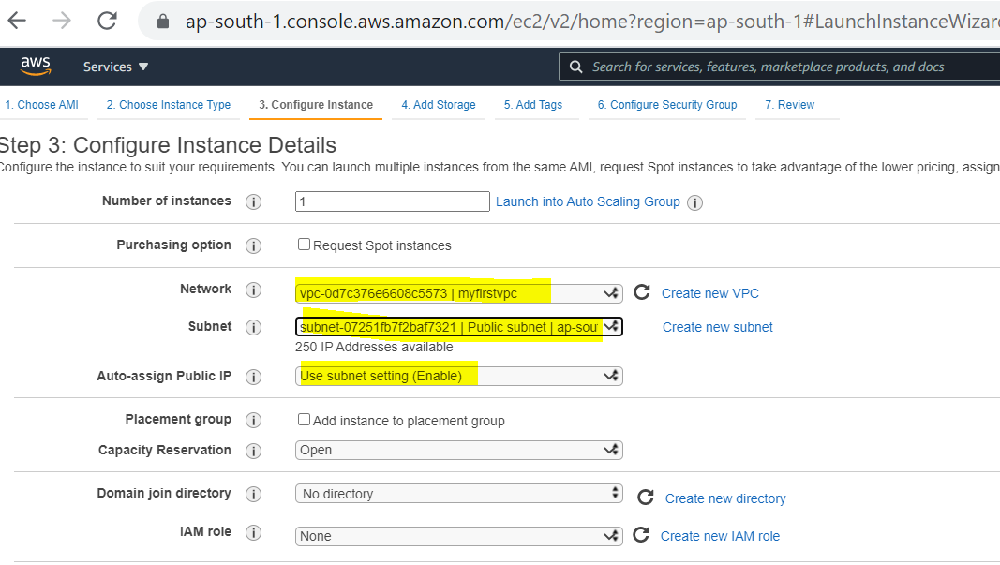 ap-south-1.console.aws.amazon.com/ec2/v2/home?region=ap-south-1#LaunchInstanceWizar
aws Services Search for services, features, marketplace products, and docs
1. Choose AMI 2. Choose Instance Type 3. Configure Instance 4. Add Storage 5. Add Tags 6. Configure Security Group 7. Review
Step 3: Configure Instance Details
Configure the instance to suit your requirements. You can launch multiple instances from the same AMI, request Spot instances to take advantage of the lower pricing, assign
Number of instances i 1 Launch into Auto Scaling Group i
Purchasing option i Request Spot instances
Network i vpc-0d7c376e6608c5573 | myfirstvpc Create new VPC
Subnet i subnet-07251fb7f2baf7321 | Public subnet | ap-sou Create new subnet
250 IP Addresses available
Auto-assign Public IP i Use subnet setting (Enable)
Placement group i Add instance to placement group
Capacity Reservation i Open
Domain join directory i No directory Create new directory
IAM role i None Create new IAM role